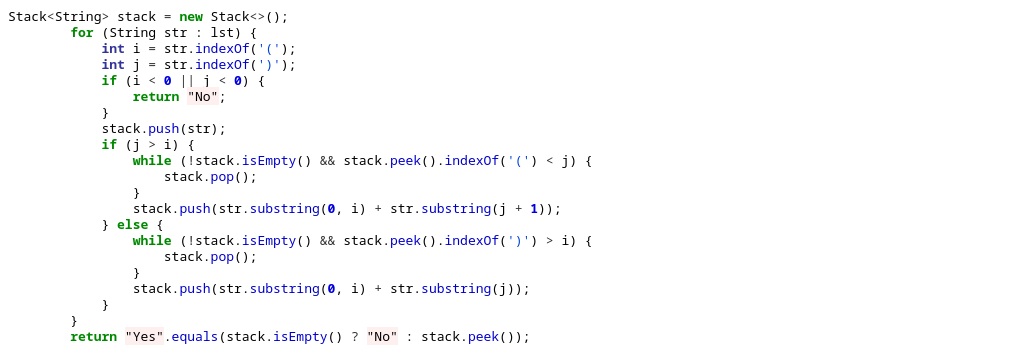 Stack<String> stack = new Stack<>();
        for (String str : lst) {
            int i = str.indexOf('(');
            int j = str.indexOf(')');
            if (i < 0 || j < 0) {
                return "No";
            }
            stack.push(str);
            if (j > i) {
                while (!stack.isEmpty() && stack.peek().indexOf('(') < j) {
                    stack.pop();
                }
                stack.push(str.substring(0, i) + str.substring(j + 1));
            } else {
                while (!stack.isEmpty() && stack.peek().indexOf(')') > i) {
                    stack.pop();
                }
                stack.push(str.substring(0, i) + str.substring(j));
            }
        }
        return "Yes".equals(stack.isEmpty() ? "No" : stack.peek());